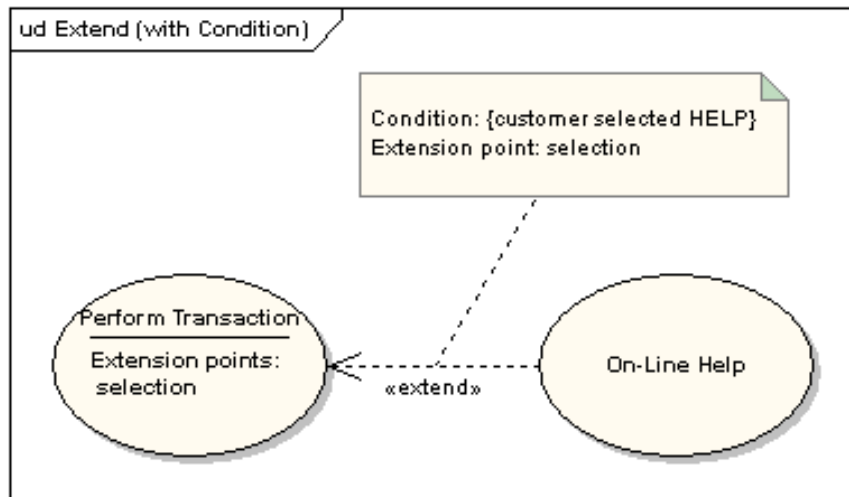 ud Extend (with Condition)
Condition: {customer selected HELP}
Extension point: selection
Perform Transaction
Extension points:
selection
«extend»
On-Line Help